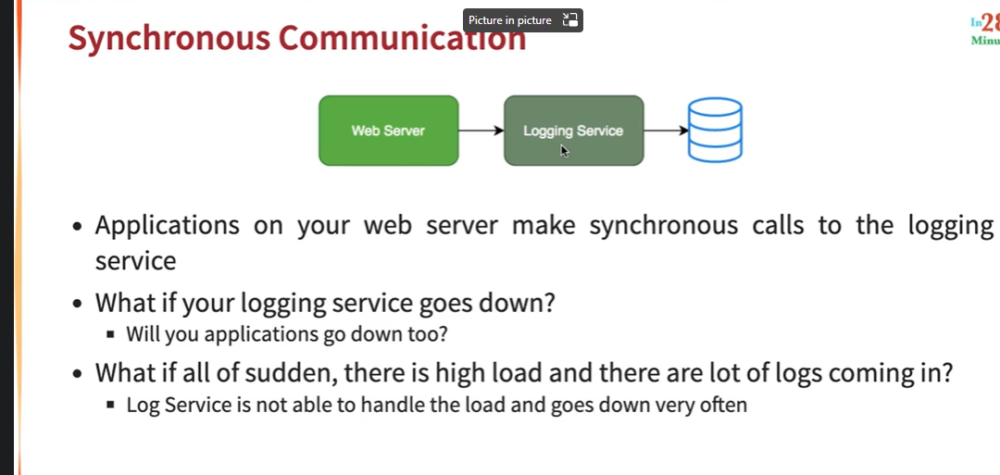 Picture in picture
Synchronous Communication
In28
Minu
Web Server
Logging Service
Applications on your web server make synchronous calls to the logging
service
What if your logging service goes down?
Will you applications go down too?
What if all of sudden, there is high load and there are lot of logs coming in?
Log Service is not able to handle the load and goes down very often